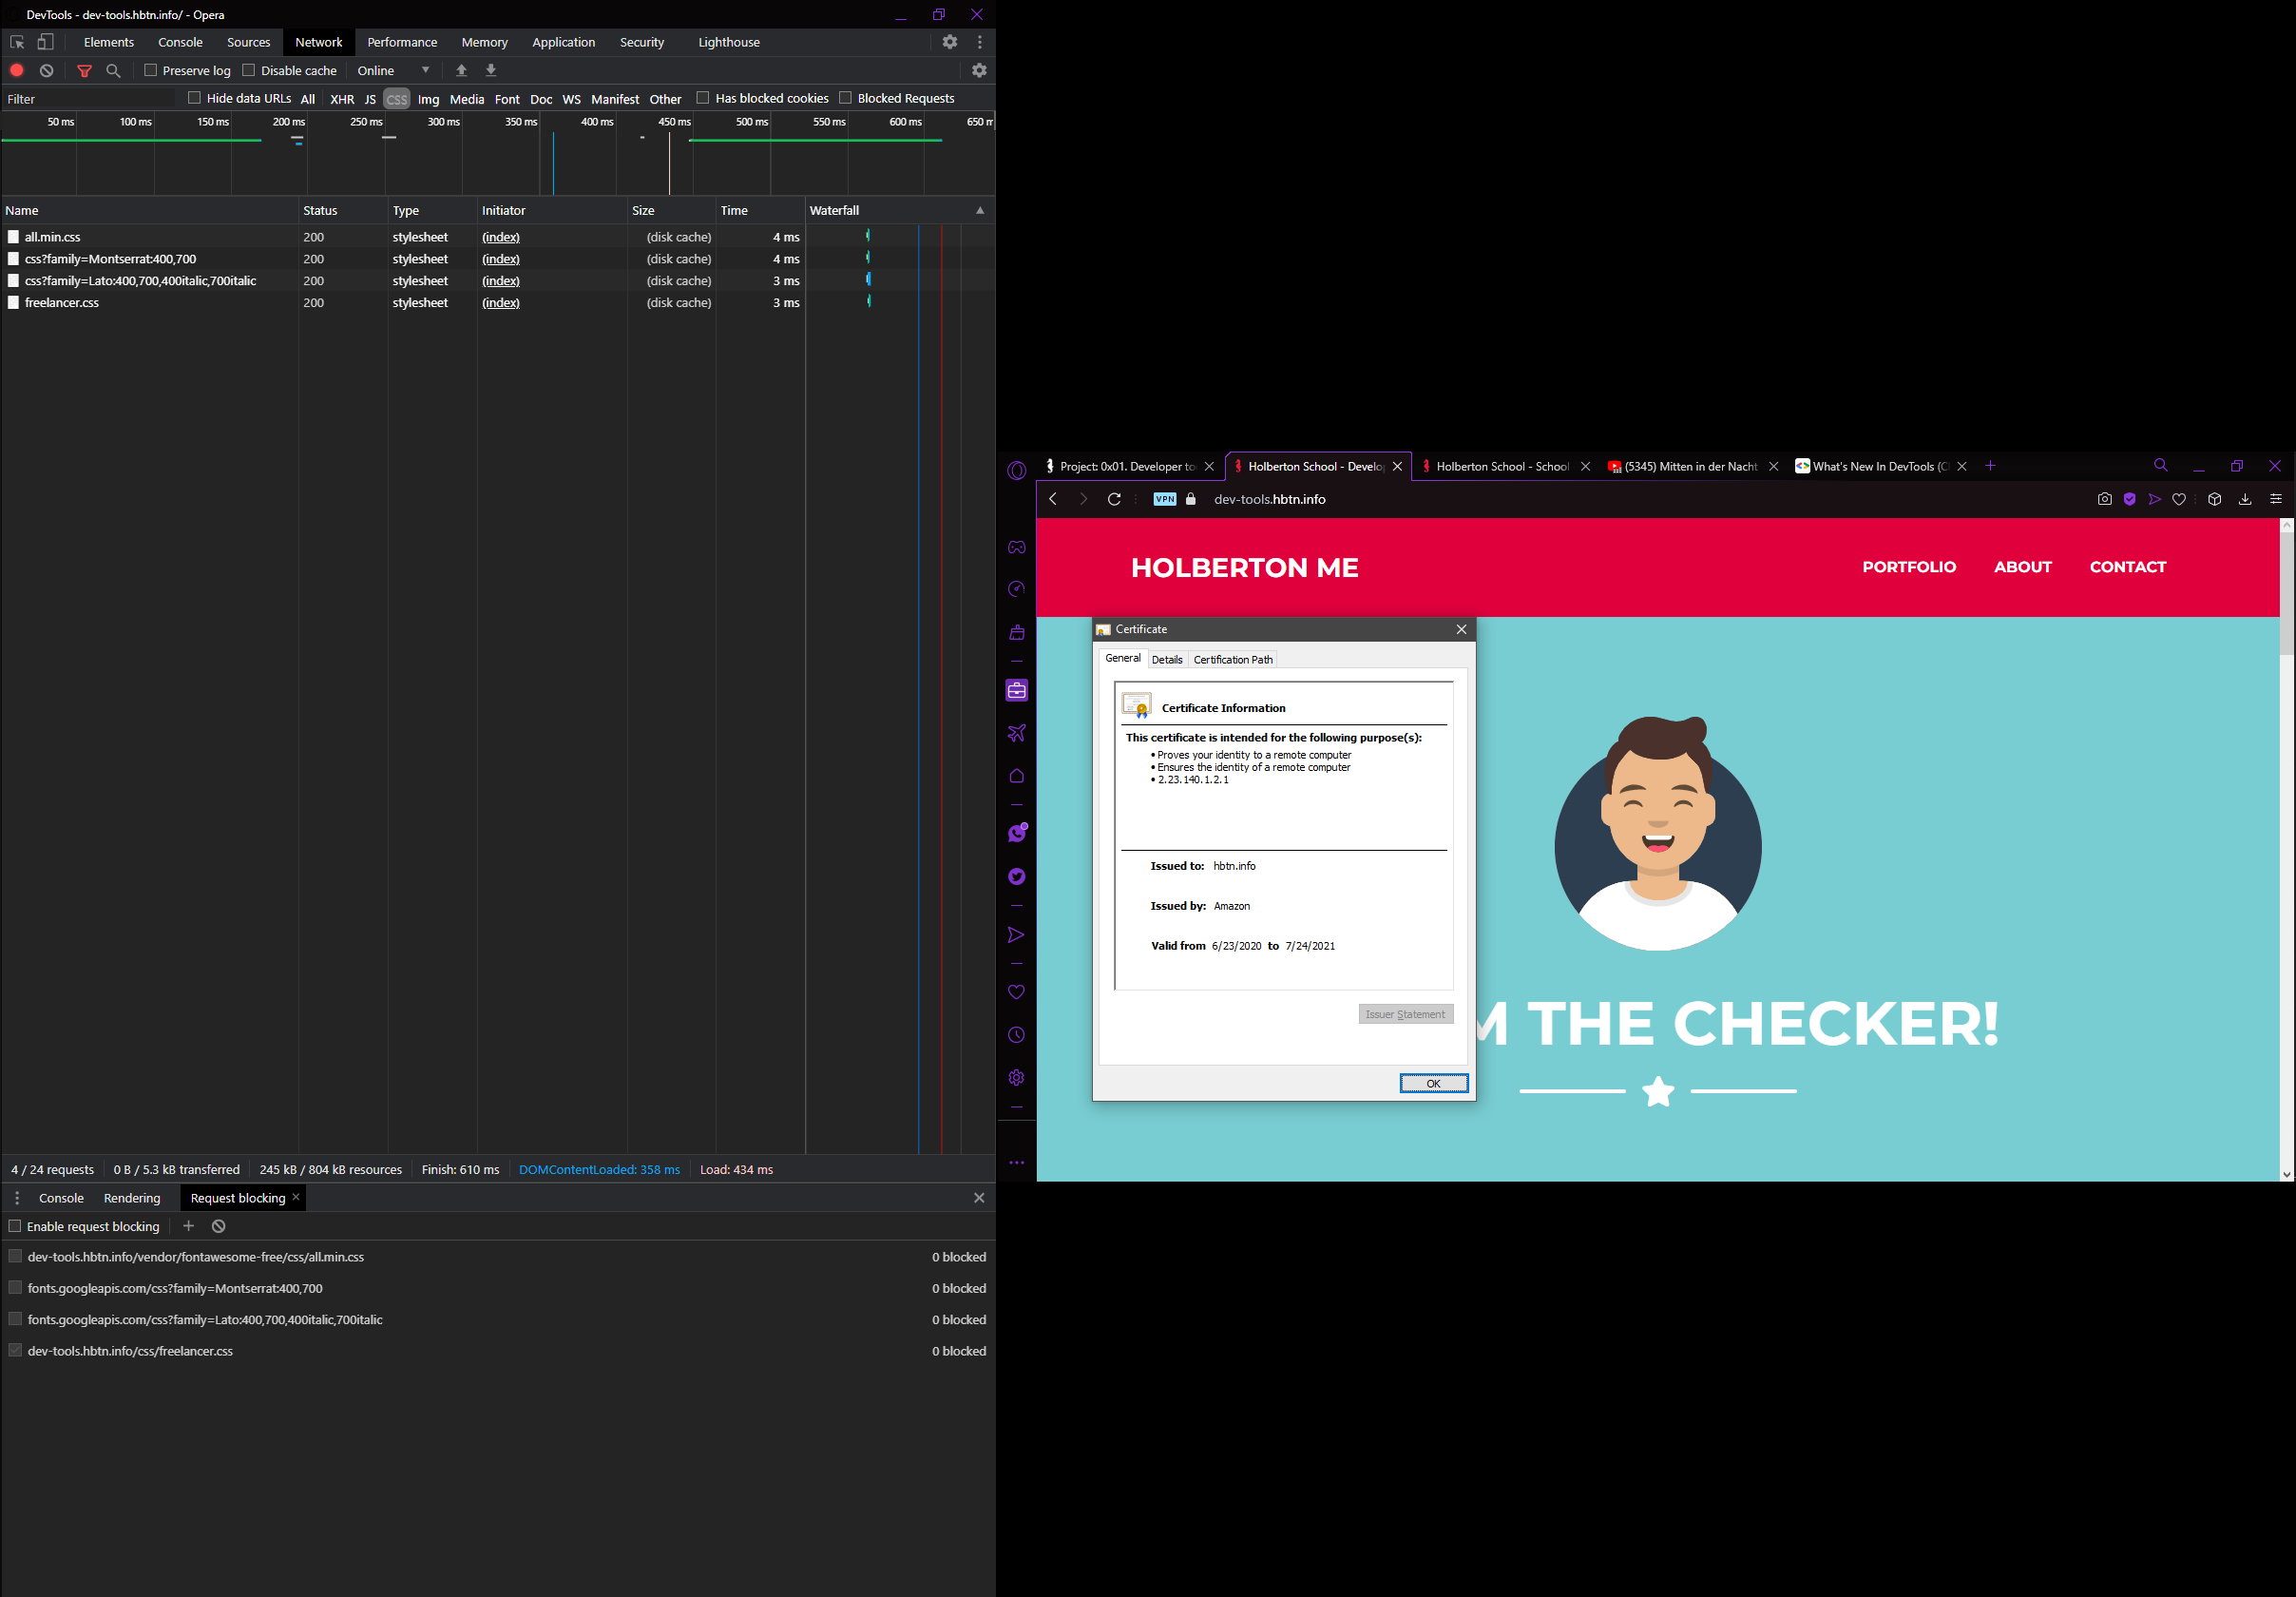 DevTools - dev-tools.hbtn.info/ - Opera
Elements Console Sources Network Performance Memory Application Security Lighthouse
Preserve log Disable cache Online
Filter Hide data URLs All XHR JS CSS Img Media Font Doc WS Manifest Other Has blocked cookies Blocked Requests
50 ms 100 ms 150 ms 200 ms 250 ms 300 ms 350 ms 400 ms 450 ms 500 ms 550 ms 600 ms 650 m
Name Status Type Initiator Size Time Waterfall
all.min.css 200 stylesheet (index) (disk cache) 4 ms
css?family=Montserrat:400,700 200 stylesheet (index) (disk cache) 4 ms
css?family=Lato:400,700,400italic,700italic 200 stylesheet (index) (disk cache) 3 ms
freelancer.css 200 stylesheet (index) (disk cache) 3 ms
4 / 24 requests 0 B / 5.3 kB transferred 245 kB / 804 kB resources Finish: 610 ms DOMContentLoaded: 358 ms Load: 434 ms
Console Rendering Request blocking
Enable request blocking
dev-tools.hbtn.info/vendor/fontawesome-free/css/all.min.css 0 blocked
fonts.googleapis.com/css?family=Montserrat:400,700 0 blocked
fonts.googleapis.com/css?family=Lato:400,700,400italic,700italic 0 blocked
dev-tools.hbtn.info/css/freelancer.css 0 blocked
Project: 0x01. Developer to Holberton School - Develo Holberton School - School (5345) Mitten in der Nacht What's New In DevTools (C
VPN dev-tools.hbtn.info
HOLBERTON ME PORTFOLIO ABOUT CONTACT
Certificate
General Details Certification Path
Certificate Information
This certificate is intended for the following purpose(s):
• Proves your identity to a remote computer
• Ensures the identity of a remote computer
• 2.23.140.1.2.1
Issued to: hbtn.info
Issued by: Amazon
Valid from 6/23/2020 to 7/24/2021
Issuer Statement
OK
M THE CHECKER!